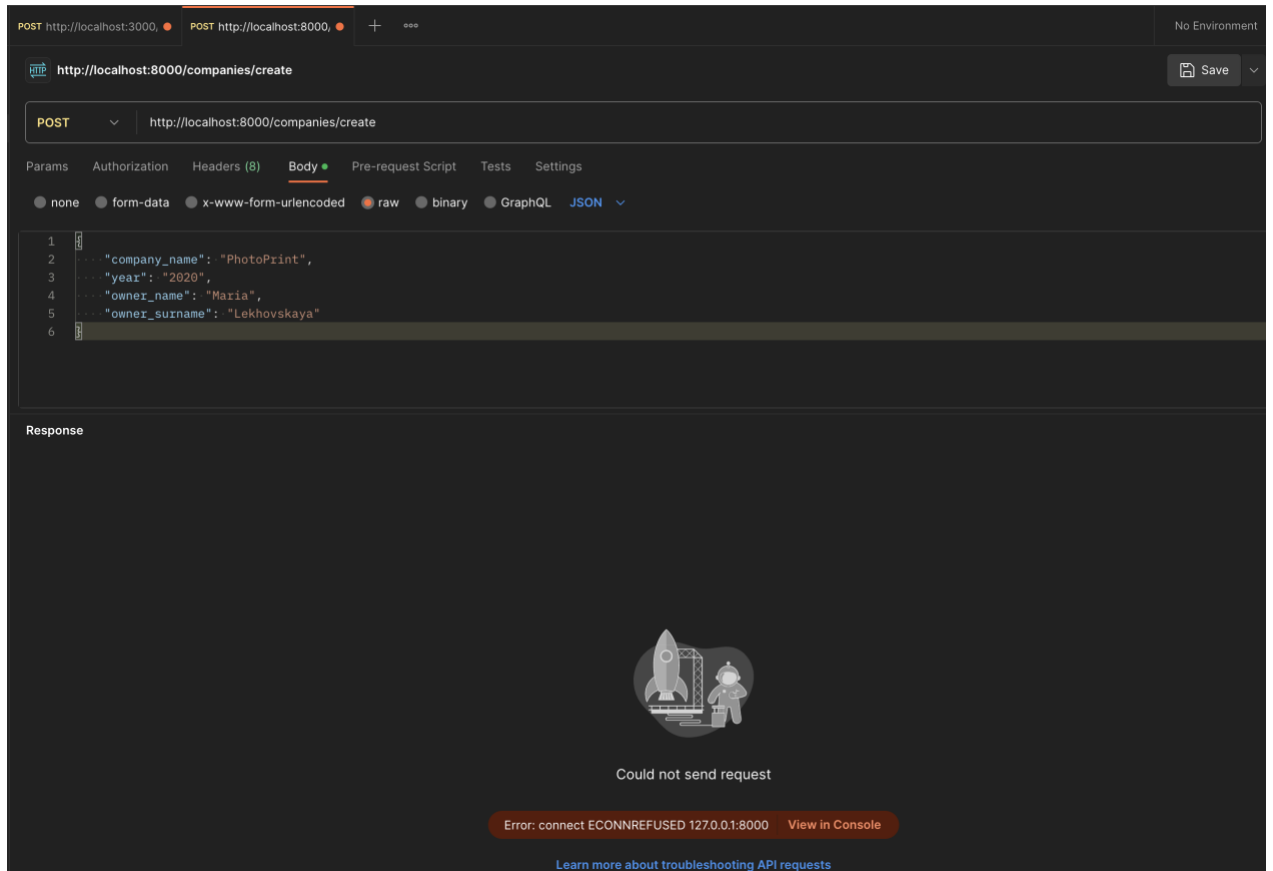 POST http://localhost:3000, POST http://localhost:8000, No Environment
HTTP http://localhost:8000/companies/create Save
POST http://localhost:8000/companies/create
Params Authorization Headers (8) Body Pre-request Script Tests Settings
none form-data x-www-form-urlencoded raw binary GraphQL JSON
1 {
2 "company_name": "PhotoPrint",
3 "year": "2020",
4 "owner_name": "Maria",
5 "owner_surname": "Lekhovskaya"
6 }
Response
Could not send request
Error: connect ECONNREFUSED 127.0.0.1:8000 View in Console
Learn more about troubleshooting API requests